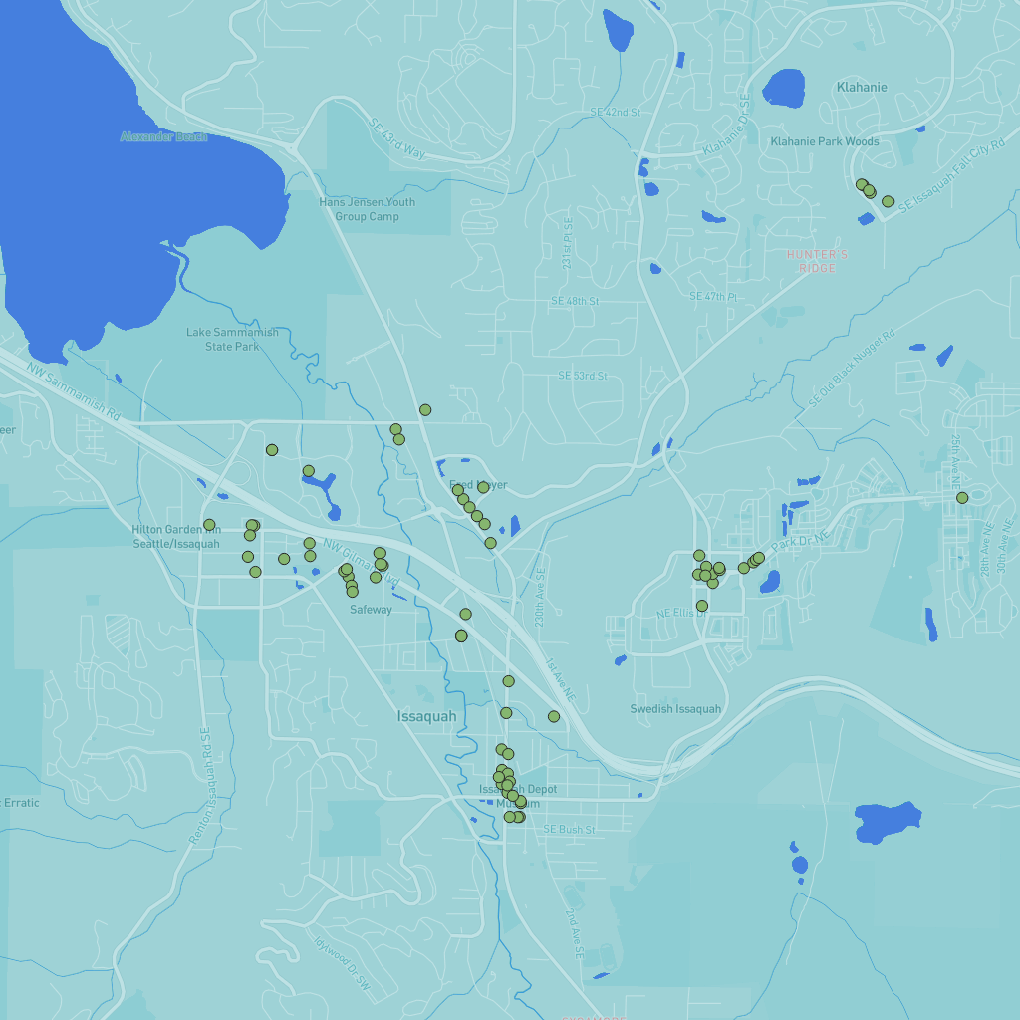 Klahanie
SE 42nd St
Klahanie Dr SE
SE 43rd Way
Alexander Beach
Klahanie Park Woods
SE Issaquah Fall City Rd
Hans Jensen Youth
Group Camp
231st Pl SE
HUNTER'S
RIDGE
SE 48th St
SE 47th Pl
Lake Sammamish
State Park
SE Old Black Nugget Rd
NW Sammamish Rd
SE 53rd St
25th Ave NE
Hilton Garden Inn
Seattle/Issaquah
NW Gilman Blvd
Park Dr NE
28th Ave NE
30th Ave NE
Safeway
230th Ave SE
NE Ellis Dr
1st Ave NE
Swedish Issaquah
Issaquah
Renton Issaquah Rd SE
Issaquah Depot
Museum
Erratic
SE Bush St
2nd Ave SE
Idylwood Dr SW